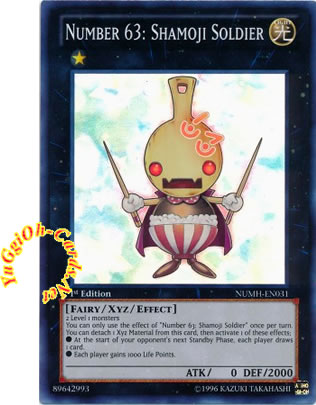 NUMBER 63: SHAMOJI SOLDIER
LIGHT
光
YuGgiOh-Cards.Net
1st Edition
NUMH-EN031
[FAIRY/XYZ/EFFECT]
2 Level 1 monsters
You can only use the effect of "Number 63: Shamoji Soldier" once per turn.
You can detach 1 Xyz Material from this card, then activate 1 of these effects;
● At the start of your opponent's next Standby Phase, each player draws
1 card.
● Each player gains 1000 Life Points.
ATK/ 0 DEF/2000
89642993
©1996 KAZUKI TAKAHASHI